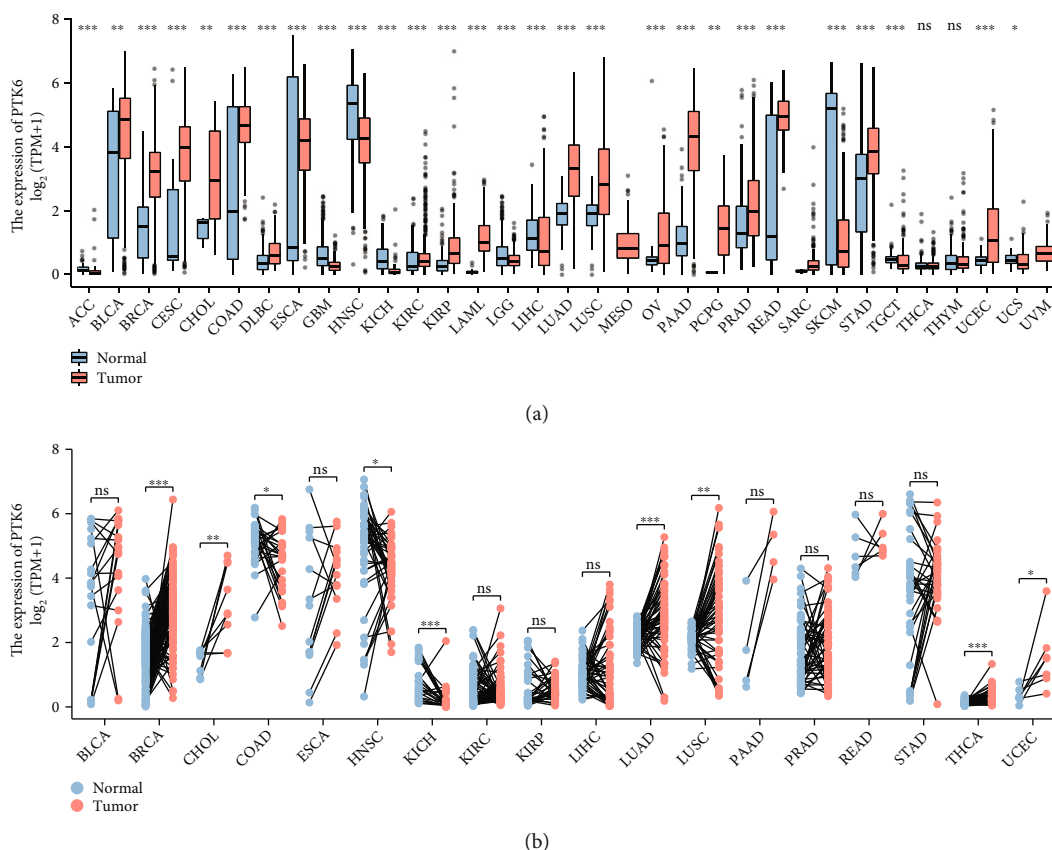 The expression of PTK6
log₂ (TPM+1)
8
6
4
2
0
*** ** *** *** ** *** *** *** *** *** *** *** *** *** *** *** *** *** *** *** *** *** *** *** *** *** ns ns *** *
ACC BLCA BRCA CESC CHOL COAD DLBC ESCA GBM HNSC KICH KIRC KIRP LAML LGG LIHC LUAD LUSC MESO OV PAAD PCPG PRAD READ SARC SKCM STAD TGCT THCA THYM UCEC UCS UVM
Normal
Tumor
(a)
The expression of PTK6
log₂ (TPM+1)
8
6
4
2
0
ns *** ** * ns * *** ns ns ns *** ** ns ns ns ns *** *
BLCA BRCA CHOL COAD ESCA HNSC KICH KIRC KIRP LIHC LUAD LUSC PAAD PRAD READ STAD THCA UCEC
Normal
Tumor
(b)